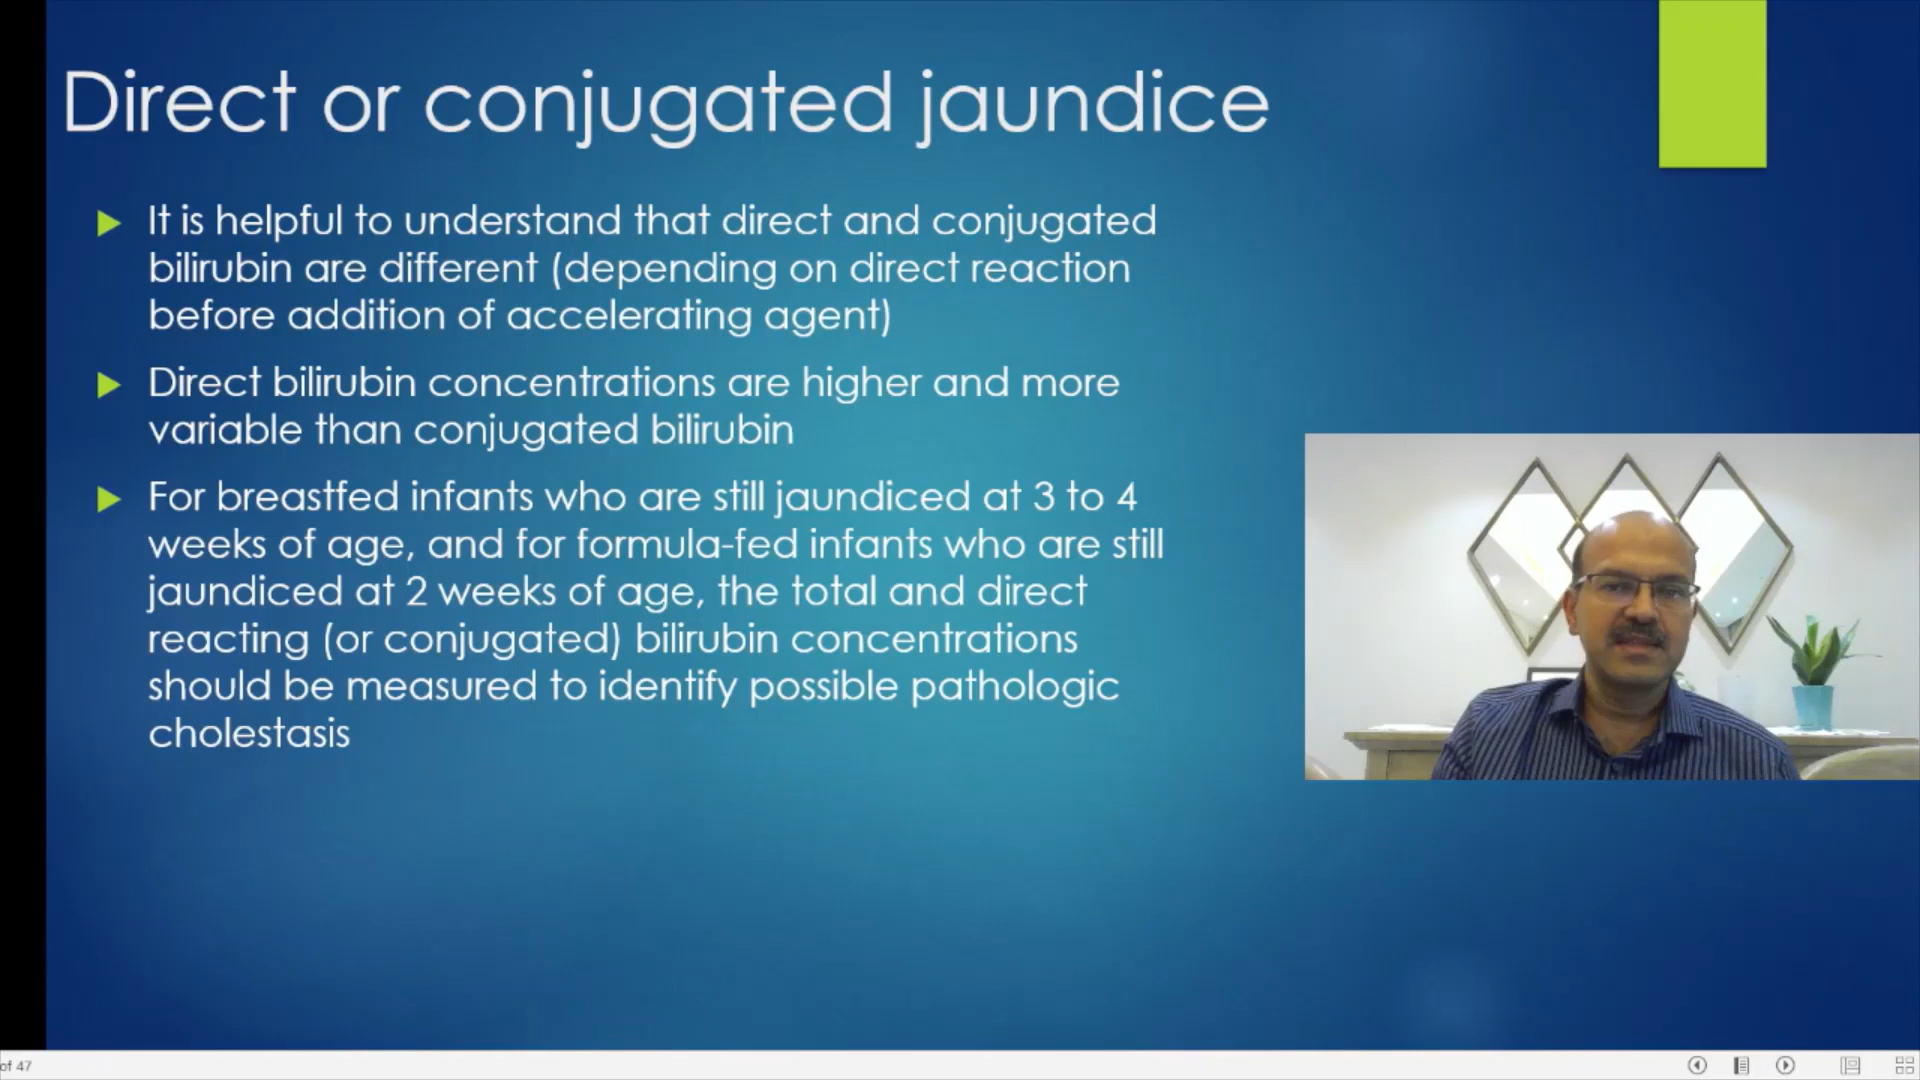 Direct or conjugated jaundice
It is helpful to understand that direct and conjugated
bilirubin are different (depending on direct reaction
before addition of accelerating agent)
Direct bilirubin concentrations are higher and more
variable than conjugated bilirubin
For breastfed infants who are still jaundiced at 3 to 4
weeks of age, and for formula-fed infants who are still
jaundiced at 2 weeks of age, the total and direct
reacting (or conjugated) bilirubin concentrations
should be measured to identify possible pathologic
cholestasis
of 47